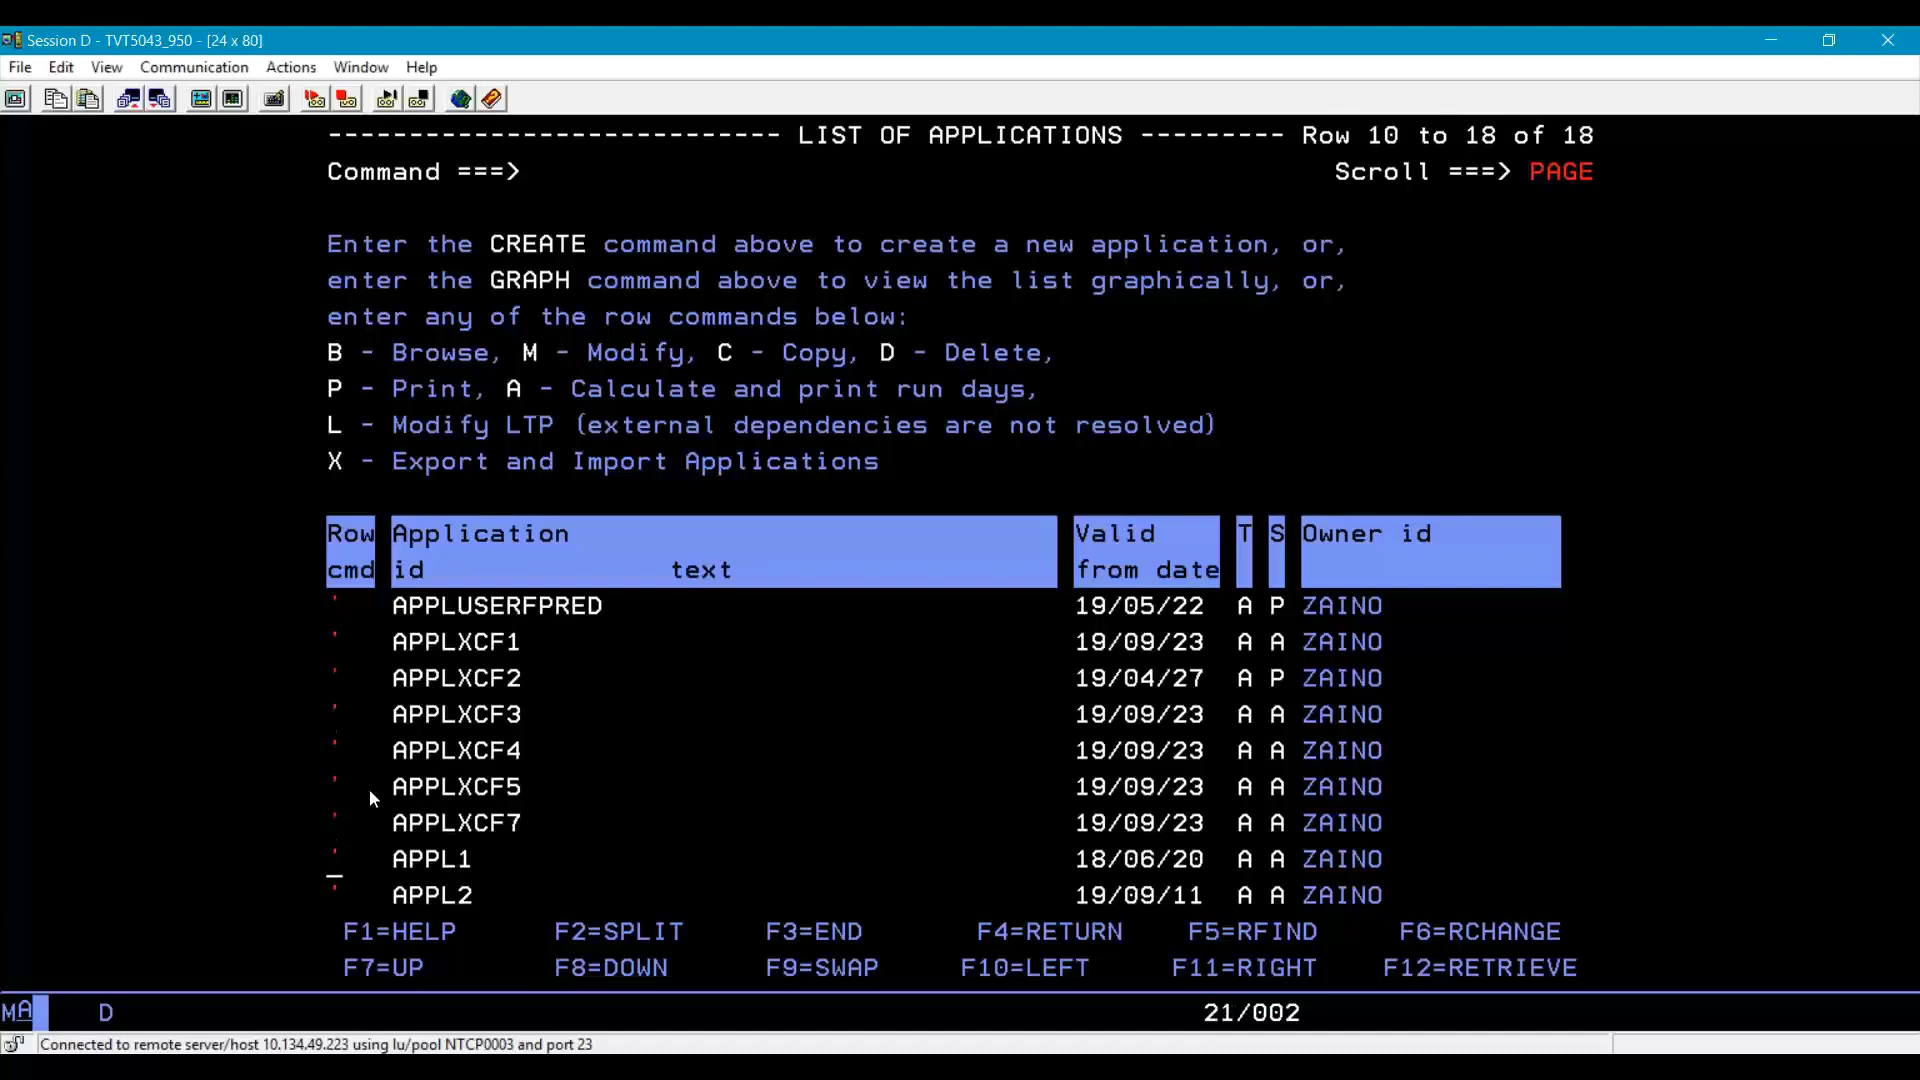 Session D - TVT5043_950 - [24 x 80]
File Edit View Communication Actions Window Help
---------------------------- LIST OF APPLICATIONS --------- Row 10 to 18 of 18
Command ===> Scroll ===> PAGE
Enter the CREATE command above to create a new application, or,
enter the GRAPH command above to view the list graphically, or,
enter any of the row commands below:
B - Browse, M - Modify, C - Copy, D - Delete,
P - Print, A - Calculate and print run days,
L - Modify LTP (external dependencies are not resolved)
X - Export and Import Applications
Row Application Valid T S Owner id
cmd id text from date
' APPLUSERFPRED 19/05/22 A P ZAINO
' APPLXCF1 19/09/23 A A ZAINO
' APPLXCF2 19/04/27 A P ZAINO
' APPLXCF3 19/09/23 A A ZAINO
' APPLXCF4 19/09/23 A A ZAINO
' APPLXCF5 19/09/23 A A ZAINO
' APPLXCF7 19/09/23 A A ZAINO
' APPL1 18/06/20 A A ZAINO
' APPL2 19/09/11 A A ZAINO
F1=HELP F2=SPLIT F3=END F4=RETURN F5=RFIND F6=RCHANGE
F7=UP F8=DOWN F9=SWAP F10=LEFT F11=RIGHT F12=RETRIEVE
MA D 21/002
Connected to remote server/host 10.134.49.223 using lu/pool NTCP0003 and port 23